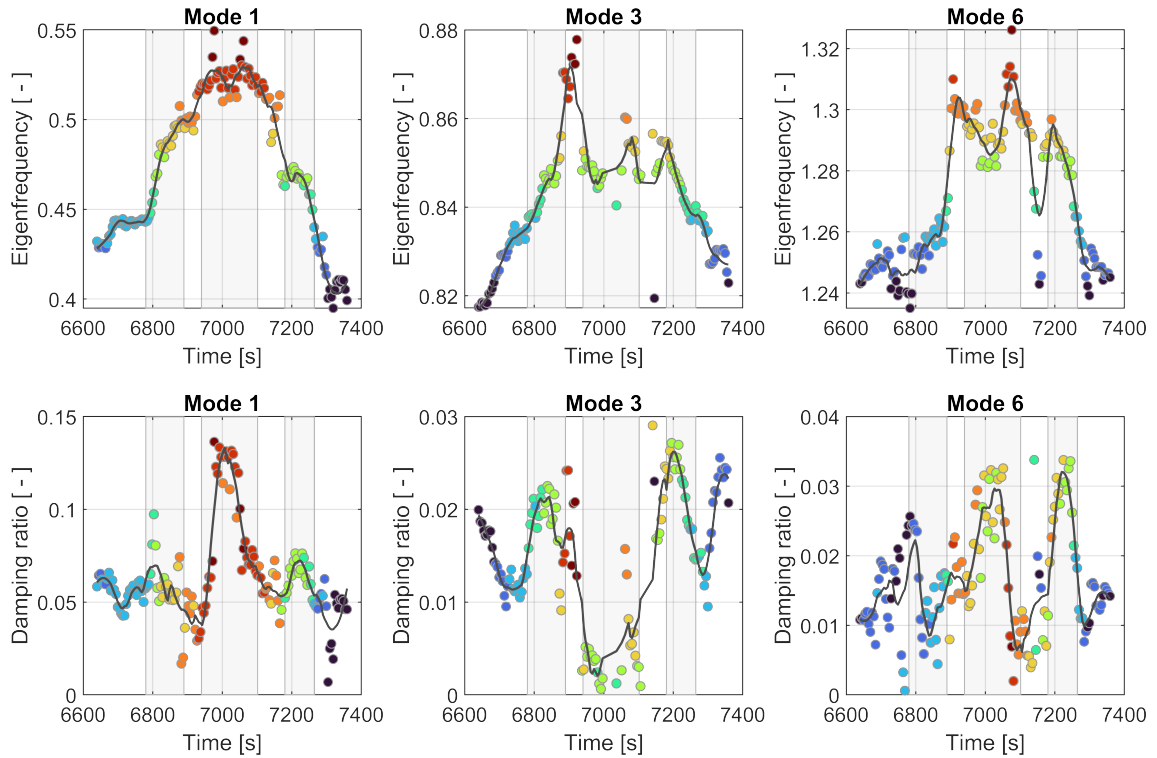 Mode 1
Mode 3
Mode 6
Eigenfrequency [ - ]
0.55
0.5
0.45
0.4
6600 6800 7000 7200 7400
Time [s]
Eigenfrequency [ - ]
0.88
0.86
0.84
0.82
6600 6800 7000 7200 7400
Time [s]
Eigenfrequency [ - ]
1.32
1.3
1.28
1.26
1.24
6600 6800 7000 7200 7400
Time [s]
Mode 1
Mode 3
Mode 6
Damping ratio [ - ]
0.15
0.1
0.05
0
6600 6800 7000 7200 7400
Time [s]
Damping ratio [ - ]
0.03
0.02
0.01
0
6600 6800 7000 7200 7400
Time [s]
Damping ratio [ - ]
0.04
0.03
0.02
0.01
0
6600 6800 7000 7200 7400
Time [s]